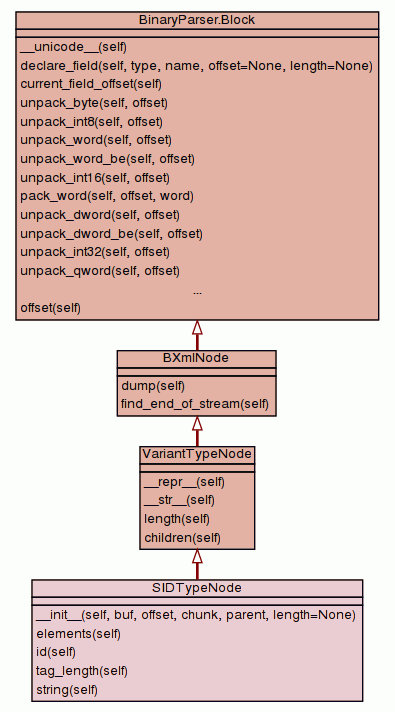 BinaryParser.Block
__unicode__(self)
declare_field(self, type, name, offset=None, length=None)
current_field_offset(self)
unpack_byte(self, offset)
unpack_int8(self, offset)
unpack_word(self, offset)
unpack_word_be(self, offset)
unpack_int16(self, offset)
pack_word(self, offset, word)
unpack_dword(self, offset)
unpack_dword_be(self, offset)
unpack_int32(self, offset)
unpack_qword(self, offset)
...
offset(self)
BXmlNode
dump(self)
find_end_of_stream(self)
VariantTypeNode
__repr__(self)
__str__(self)
length(self)
children(self)
SIDTypeNode
__init__(self, buf, offset, chunk, parent, length=None)
elements(self)
id(self)
tag_length(self)
string(self)